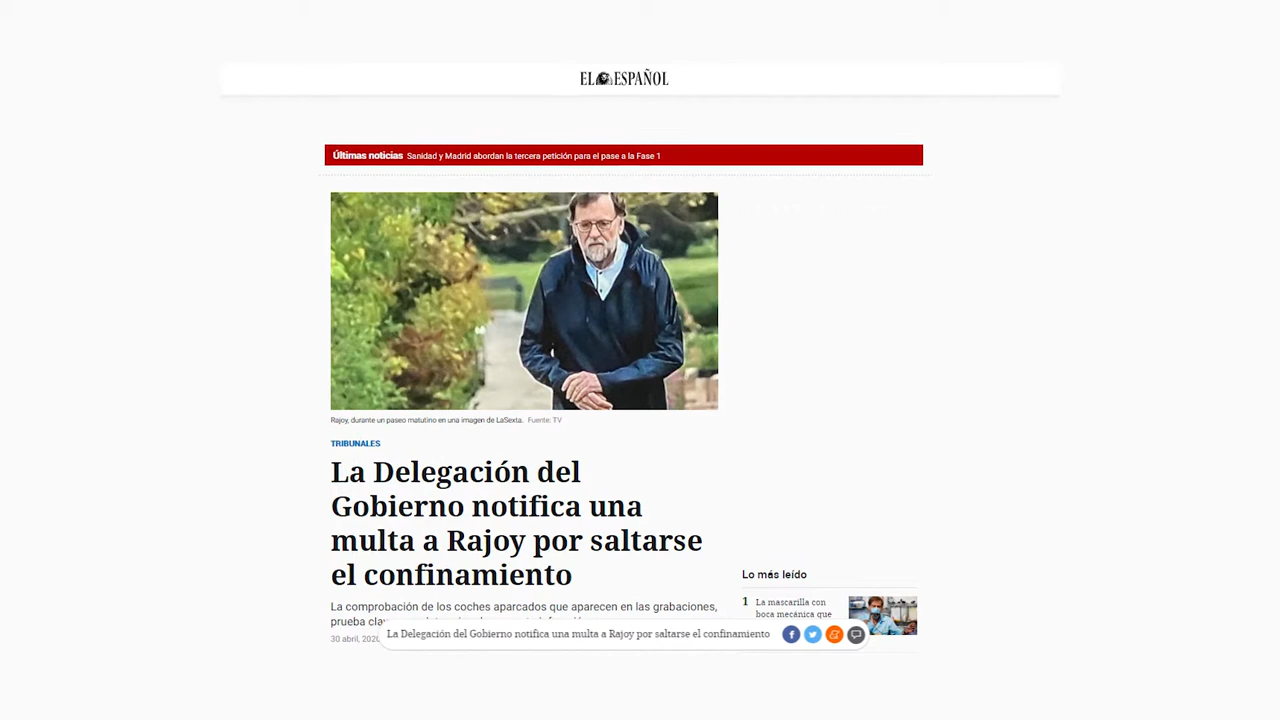 EL ESPAÑOL
Últimas noticias Sanidad y Madrid abordan la tercera petición para el pase a la Fase 1
Rajoy, durante un paseo matutino en una imagen de LaSexta. Fuente: TV
TRIBUNALES
La Delegación del
Gobierno notifica una
multa a Rajoy por saltarse
el confinamiento
La comprobación de los coches aparcados que aparecen en las grabaciones,
prueba
30 abril, 2020
La Delegación del Gobierno notifica una multa a Rajoy por saltarse el confinamiento
Lo más leído
1 La mascarilla con
boca mecánica que